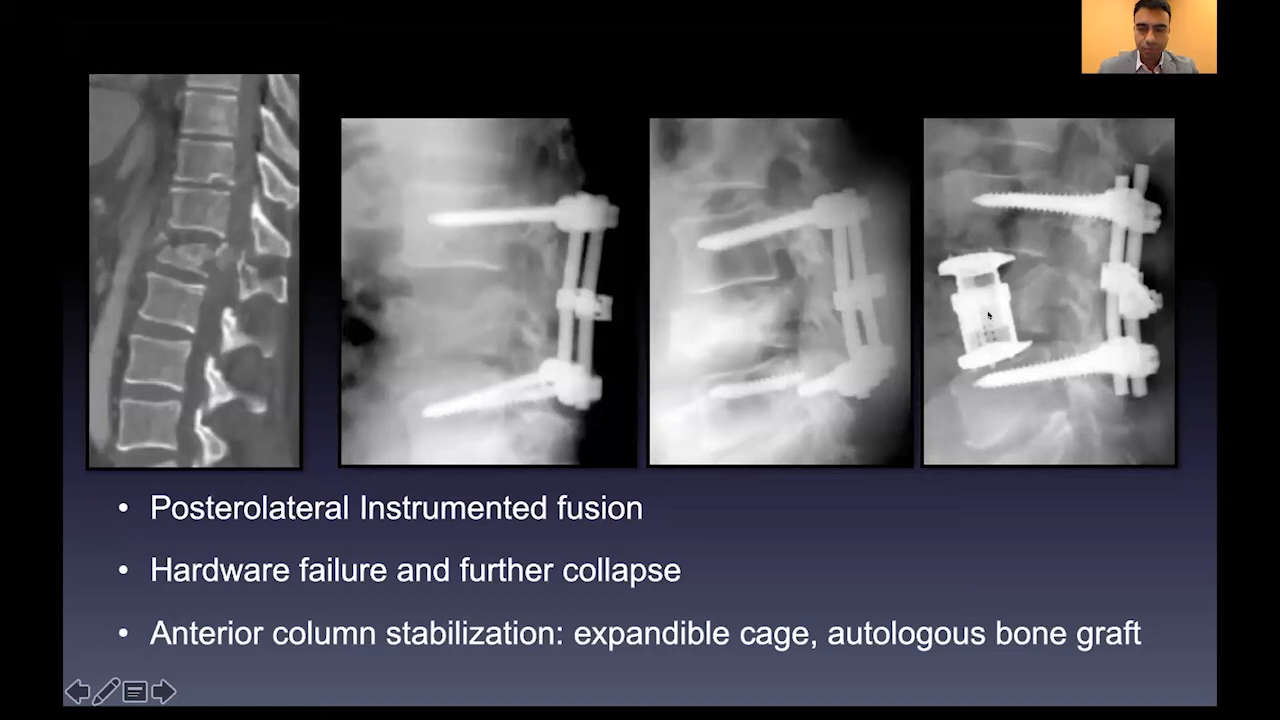 • Posterolateral Instrumented fusion
• Hardware failure and further collapse
• Anterior column stabilization: expandible cage, autologous bone graft